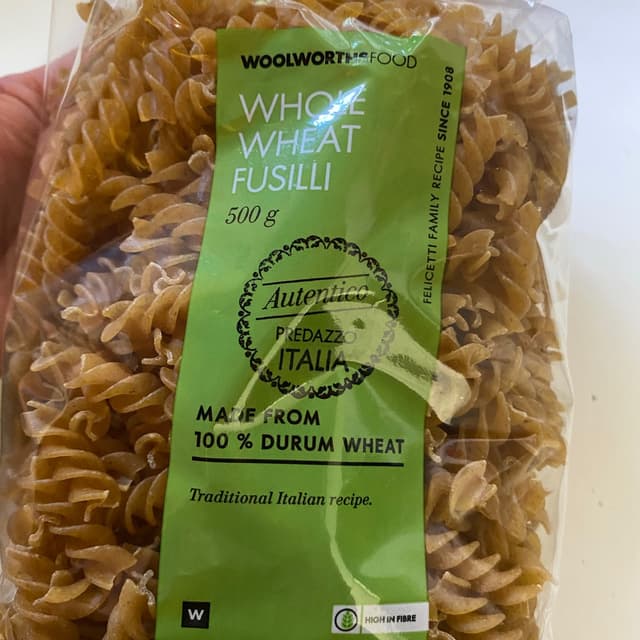 WOOLWORTHS FOOD
WHOLE
WHEAT
FUSILLI
500 g
FELICETTI FAMILY RECIPE SINCE 1908
Autentico
PREDAZZO
ITALIA
MADE FROM
100 % DURUM WHEAT
Traditional Italian recipe.
W
HIGH IN FIBRE